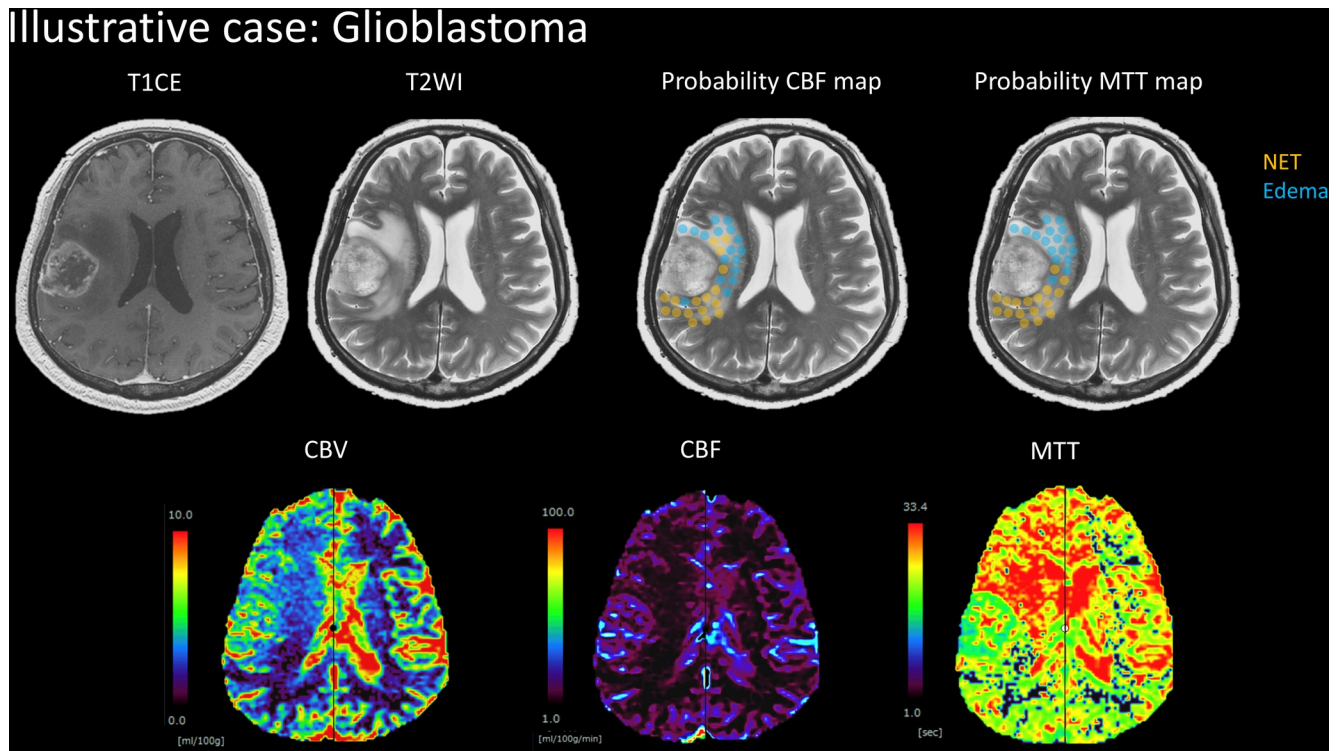 Illustrative case: Glioblastoma
T1CE
T2WI
Probability CBF map
Probability MTT map
NET
Edema
CBV
CBF
MTT
10.0
0.0
[ml/100g]
100.0
1.0
[ml/100g/min]
33.4
1.0
[sec]